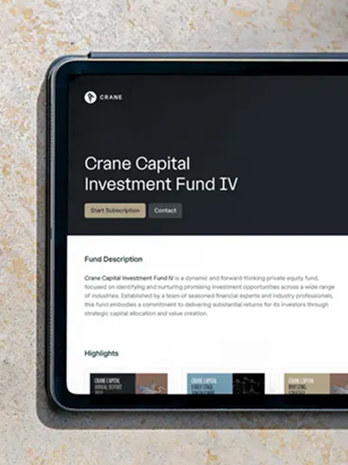 CRANE
Crane Capital
Investment Fund IV
Start Subscription
Contact
Fund Description
Crane Capital Investment Fund IV is a dynamic and forward-thinking private equity fund,
focused on identifying and nurturing promising investment opportunities across a wide range
of industries. Established by a team of seasoned financial experts and industry professionals,
this fund embodies a commitment to delivering substantial returns for its investors through
strategic capital allocation and value creation.
Highlights
CRANE CAPITAL
ANNUAL REPORT
CRANE CAPITAL
CRANE CAPITAL